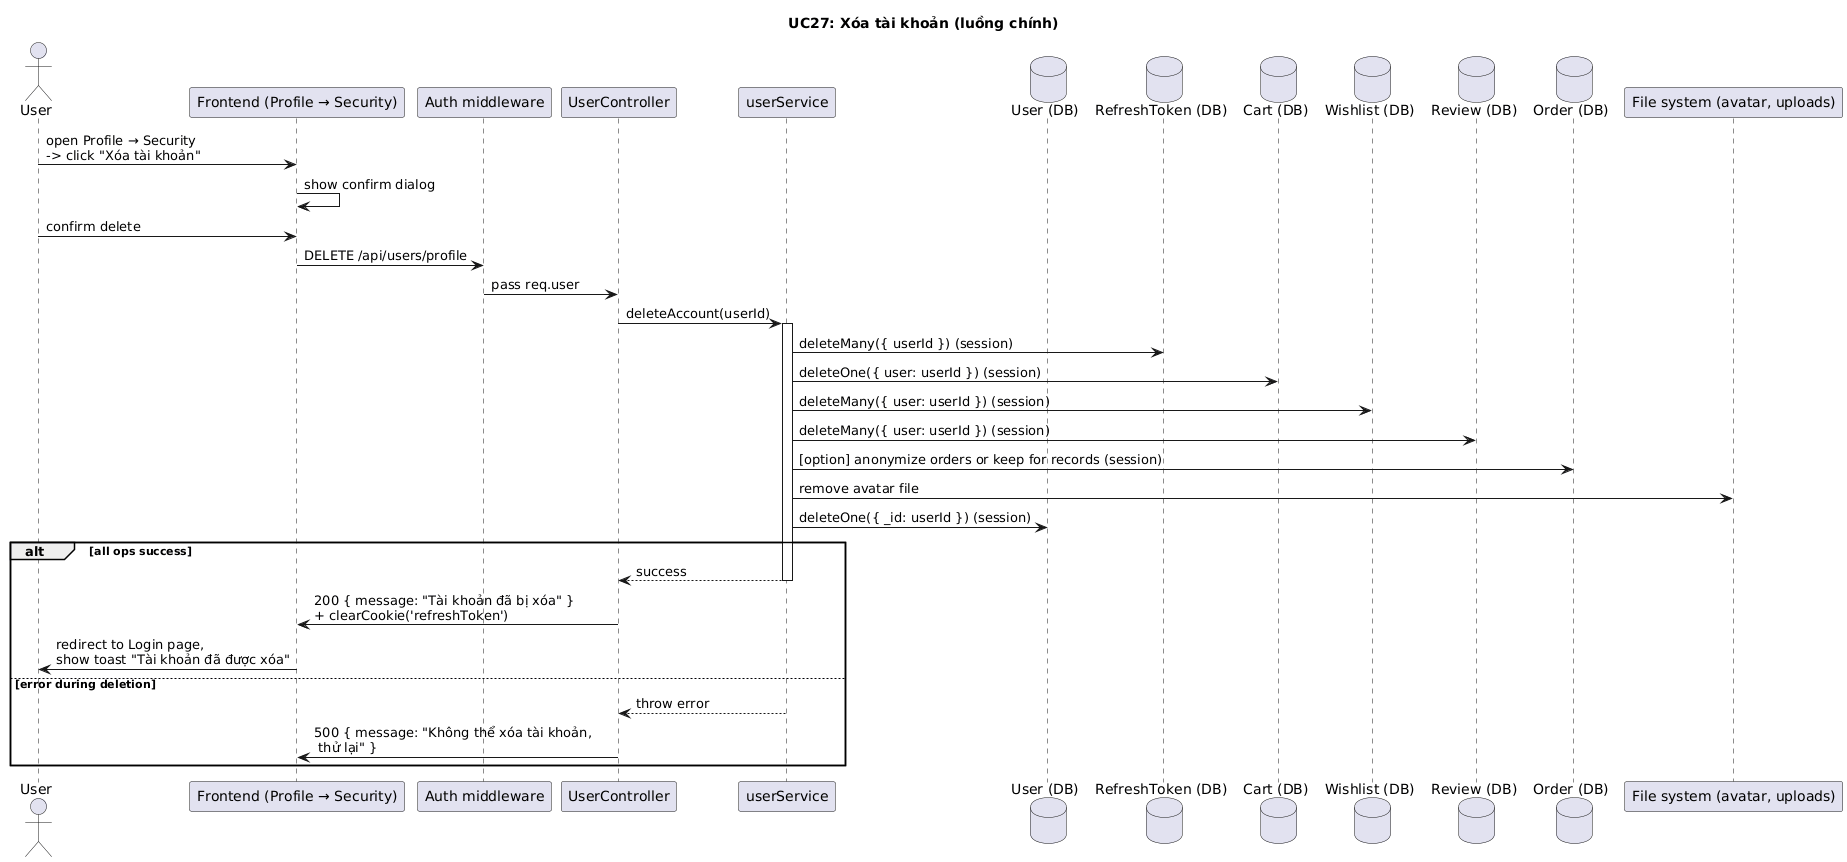 UC27: Xóa tài khoản (luồng chính)
User
Frontend (Profile → Security)
Auth middleware
UserController
userService
User (DB)
RefreshToken (DB)
Cart (DB)
Wishlist (DB)
Review (DB)
Order (DB)
File system (avatar, uploads)
open Profile → Security
-> click "Xóa tài khoản"
show confirm dialog
confirm delete
DELETE /api/users/profile
pass req.user
deleteAccount(userId)
deleteMany({ userId }) (session)
deleteOne({ user: userId }) (session)
deleteMany({ user: userId }) (session)
deleteMany({ user: userId }) (session)
[option] anonymize orders or keep for records (session)
remove avatar file
deleteOne({ _id: userId }) (session)
alt [all ops success]
success
200 { message: "Tài khoản đã bị xóa" }
+ clearCookie('refreshToken')
redirect to Login page,
show toast "Tài khoản đã được xóa"
[error during deletion]
throw error
500 { message: "Không thể xóa tài khoản,
thử lại" }
User
Frontend (Profile → Security)
Auth middleware
UserController
userService
User (DB)
RefreshToken (DB)
Cart (DB)
Wishlist (DB)
Review (DB)
Order (DB)
File system (avatar, uploads)